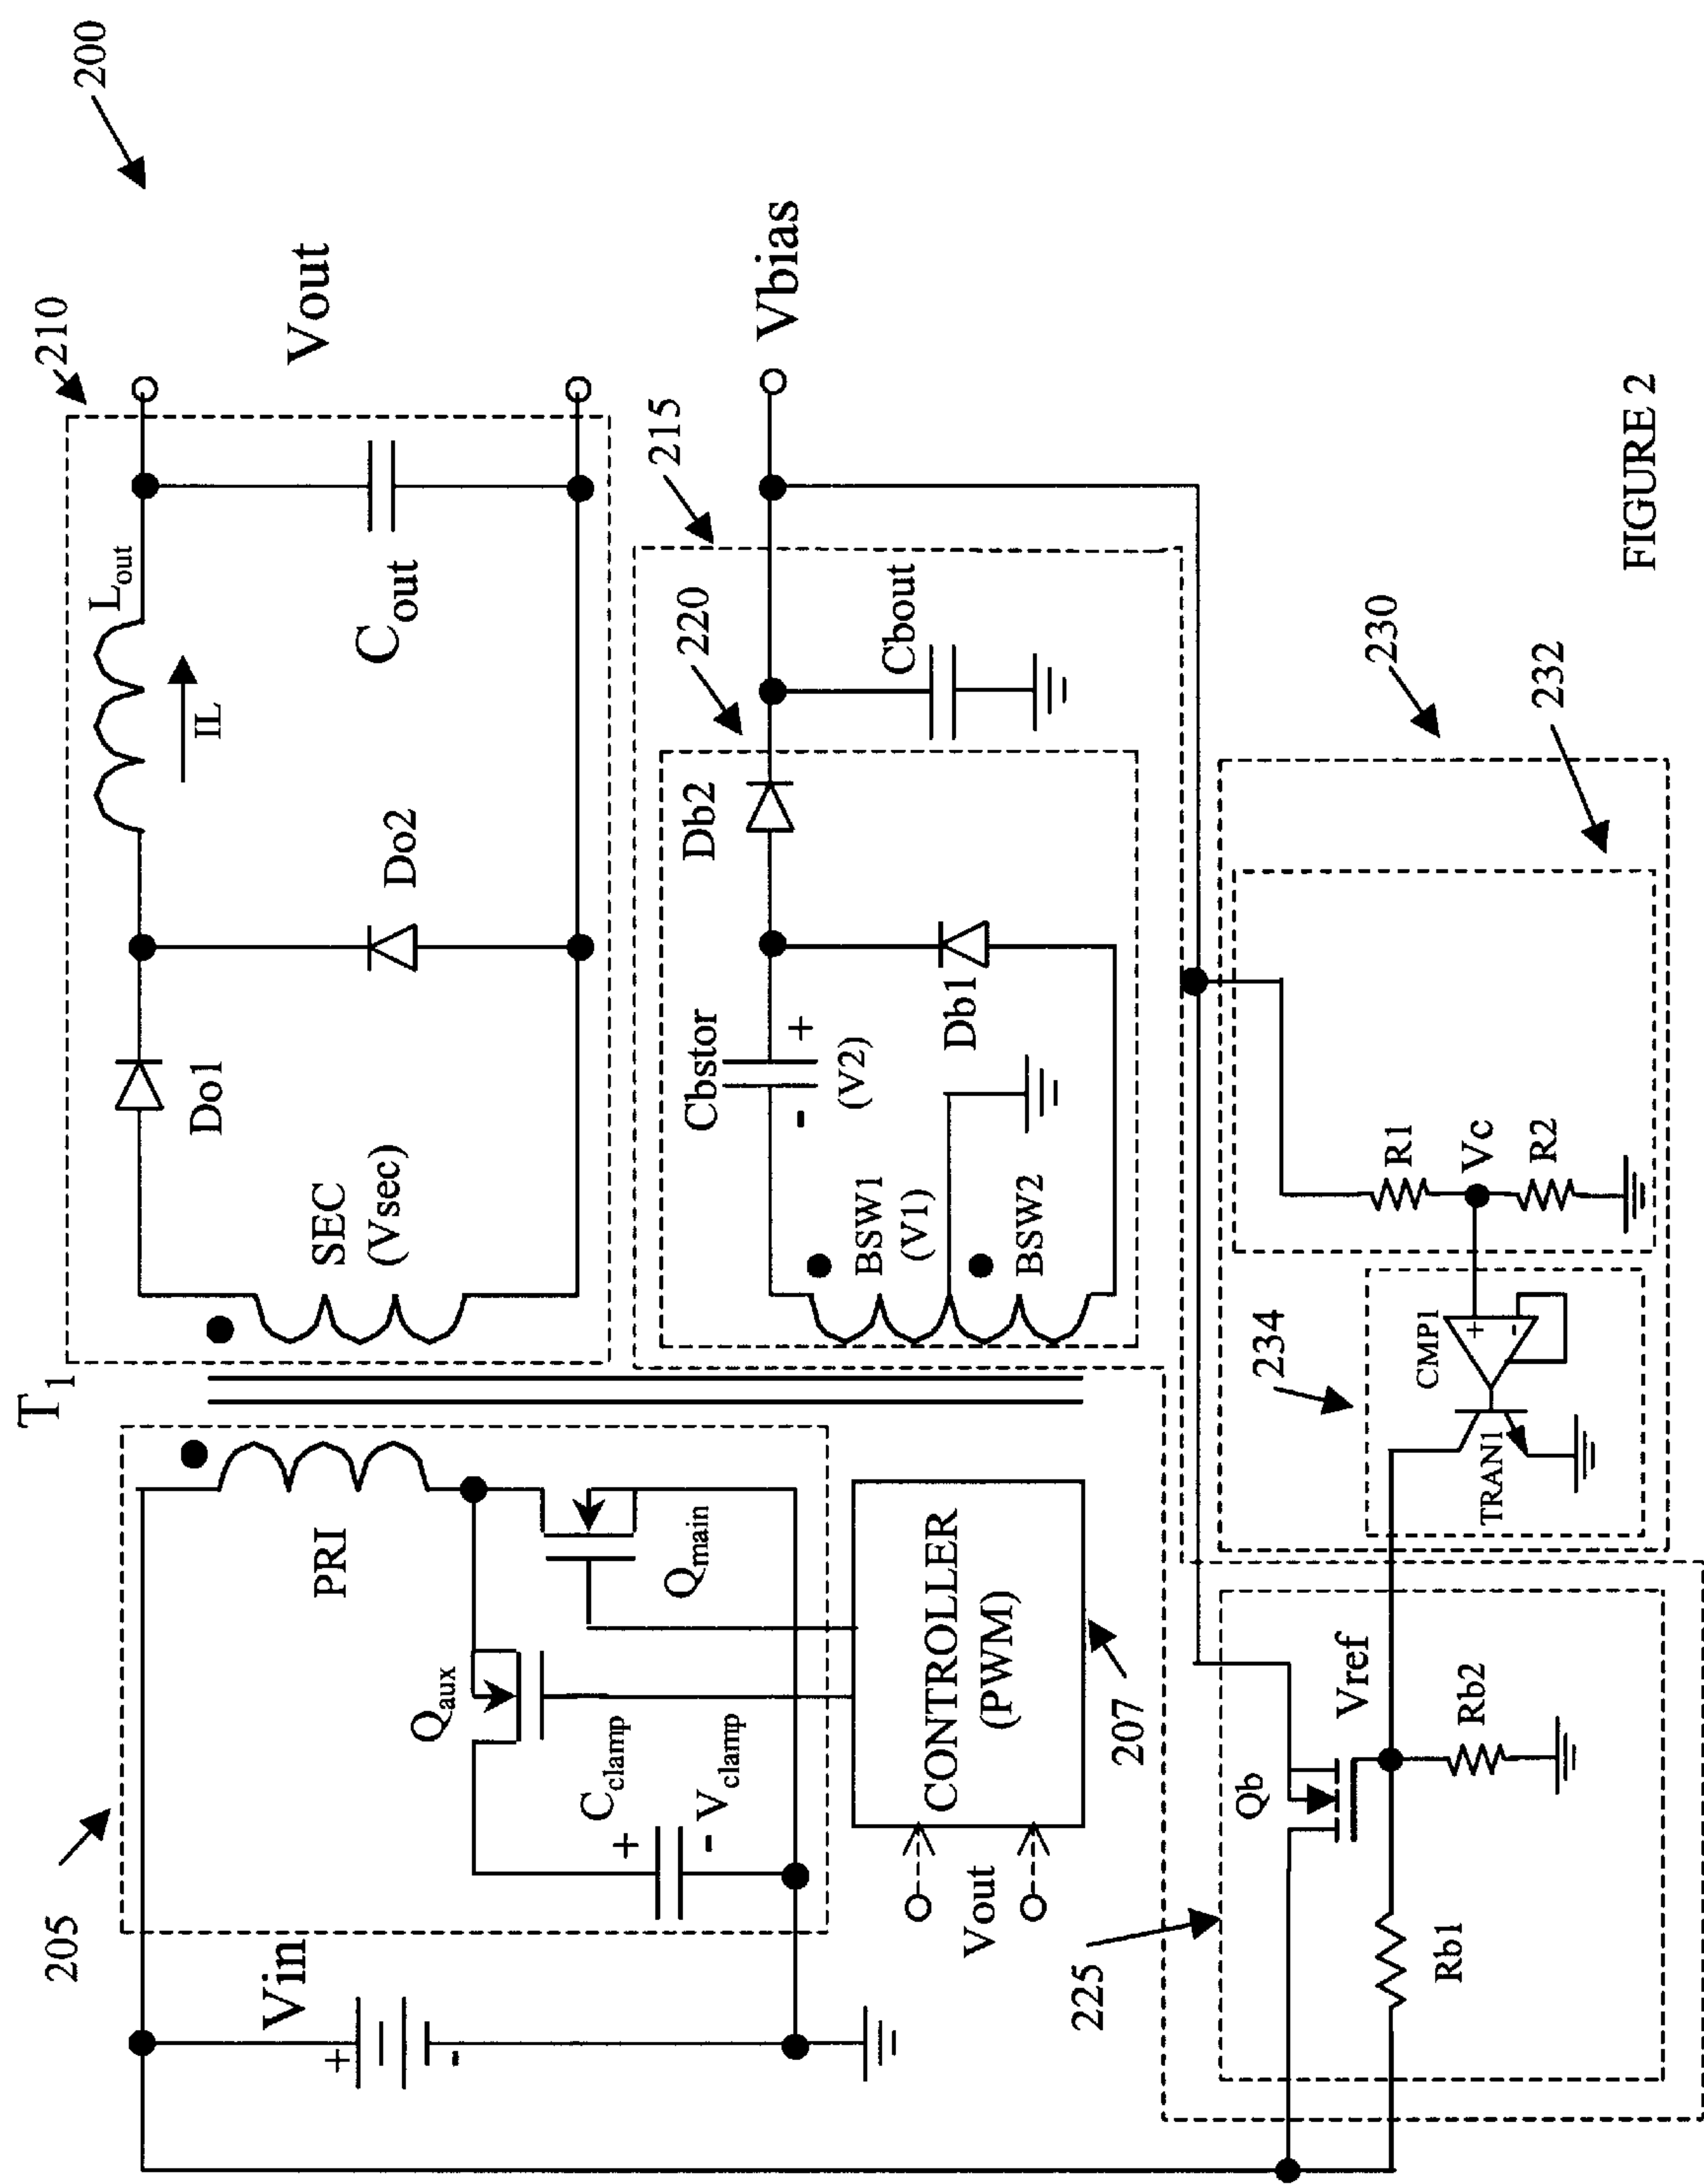 200
T1
205
210
Vin
+
-
PRI
Qaux
Qmain
Cclamp
+
-
Vclamp
CONTROLLER
(PWM)
207
Vout
SEC
(Vsec)
Do1
Do2
Lout
IL
Cout
Vout
215
220
BSW1
(V1)
BSW2
Cbstor
-
+
(V2)
Db1
Db2
Cbout
Vbias
225
Qb
Vref
Rb1
Rb2
230
232
234
TRAN1
CMP1
+
-
R1
Vc
R2
FIGURE 2